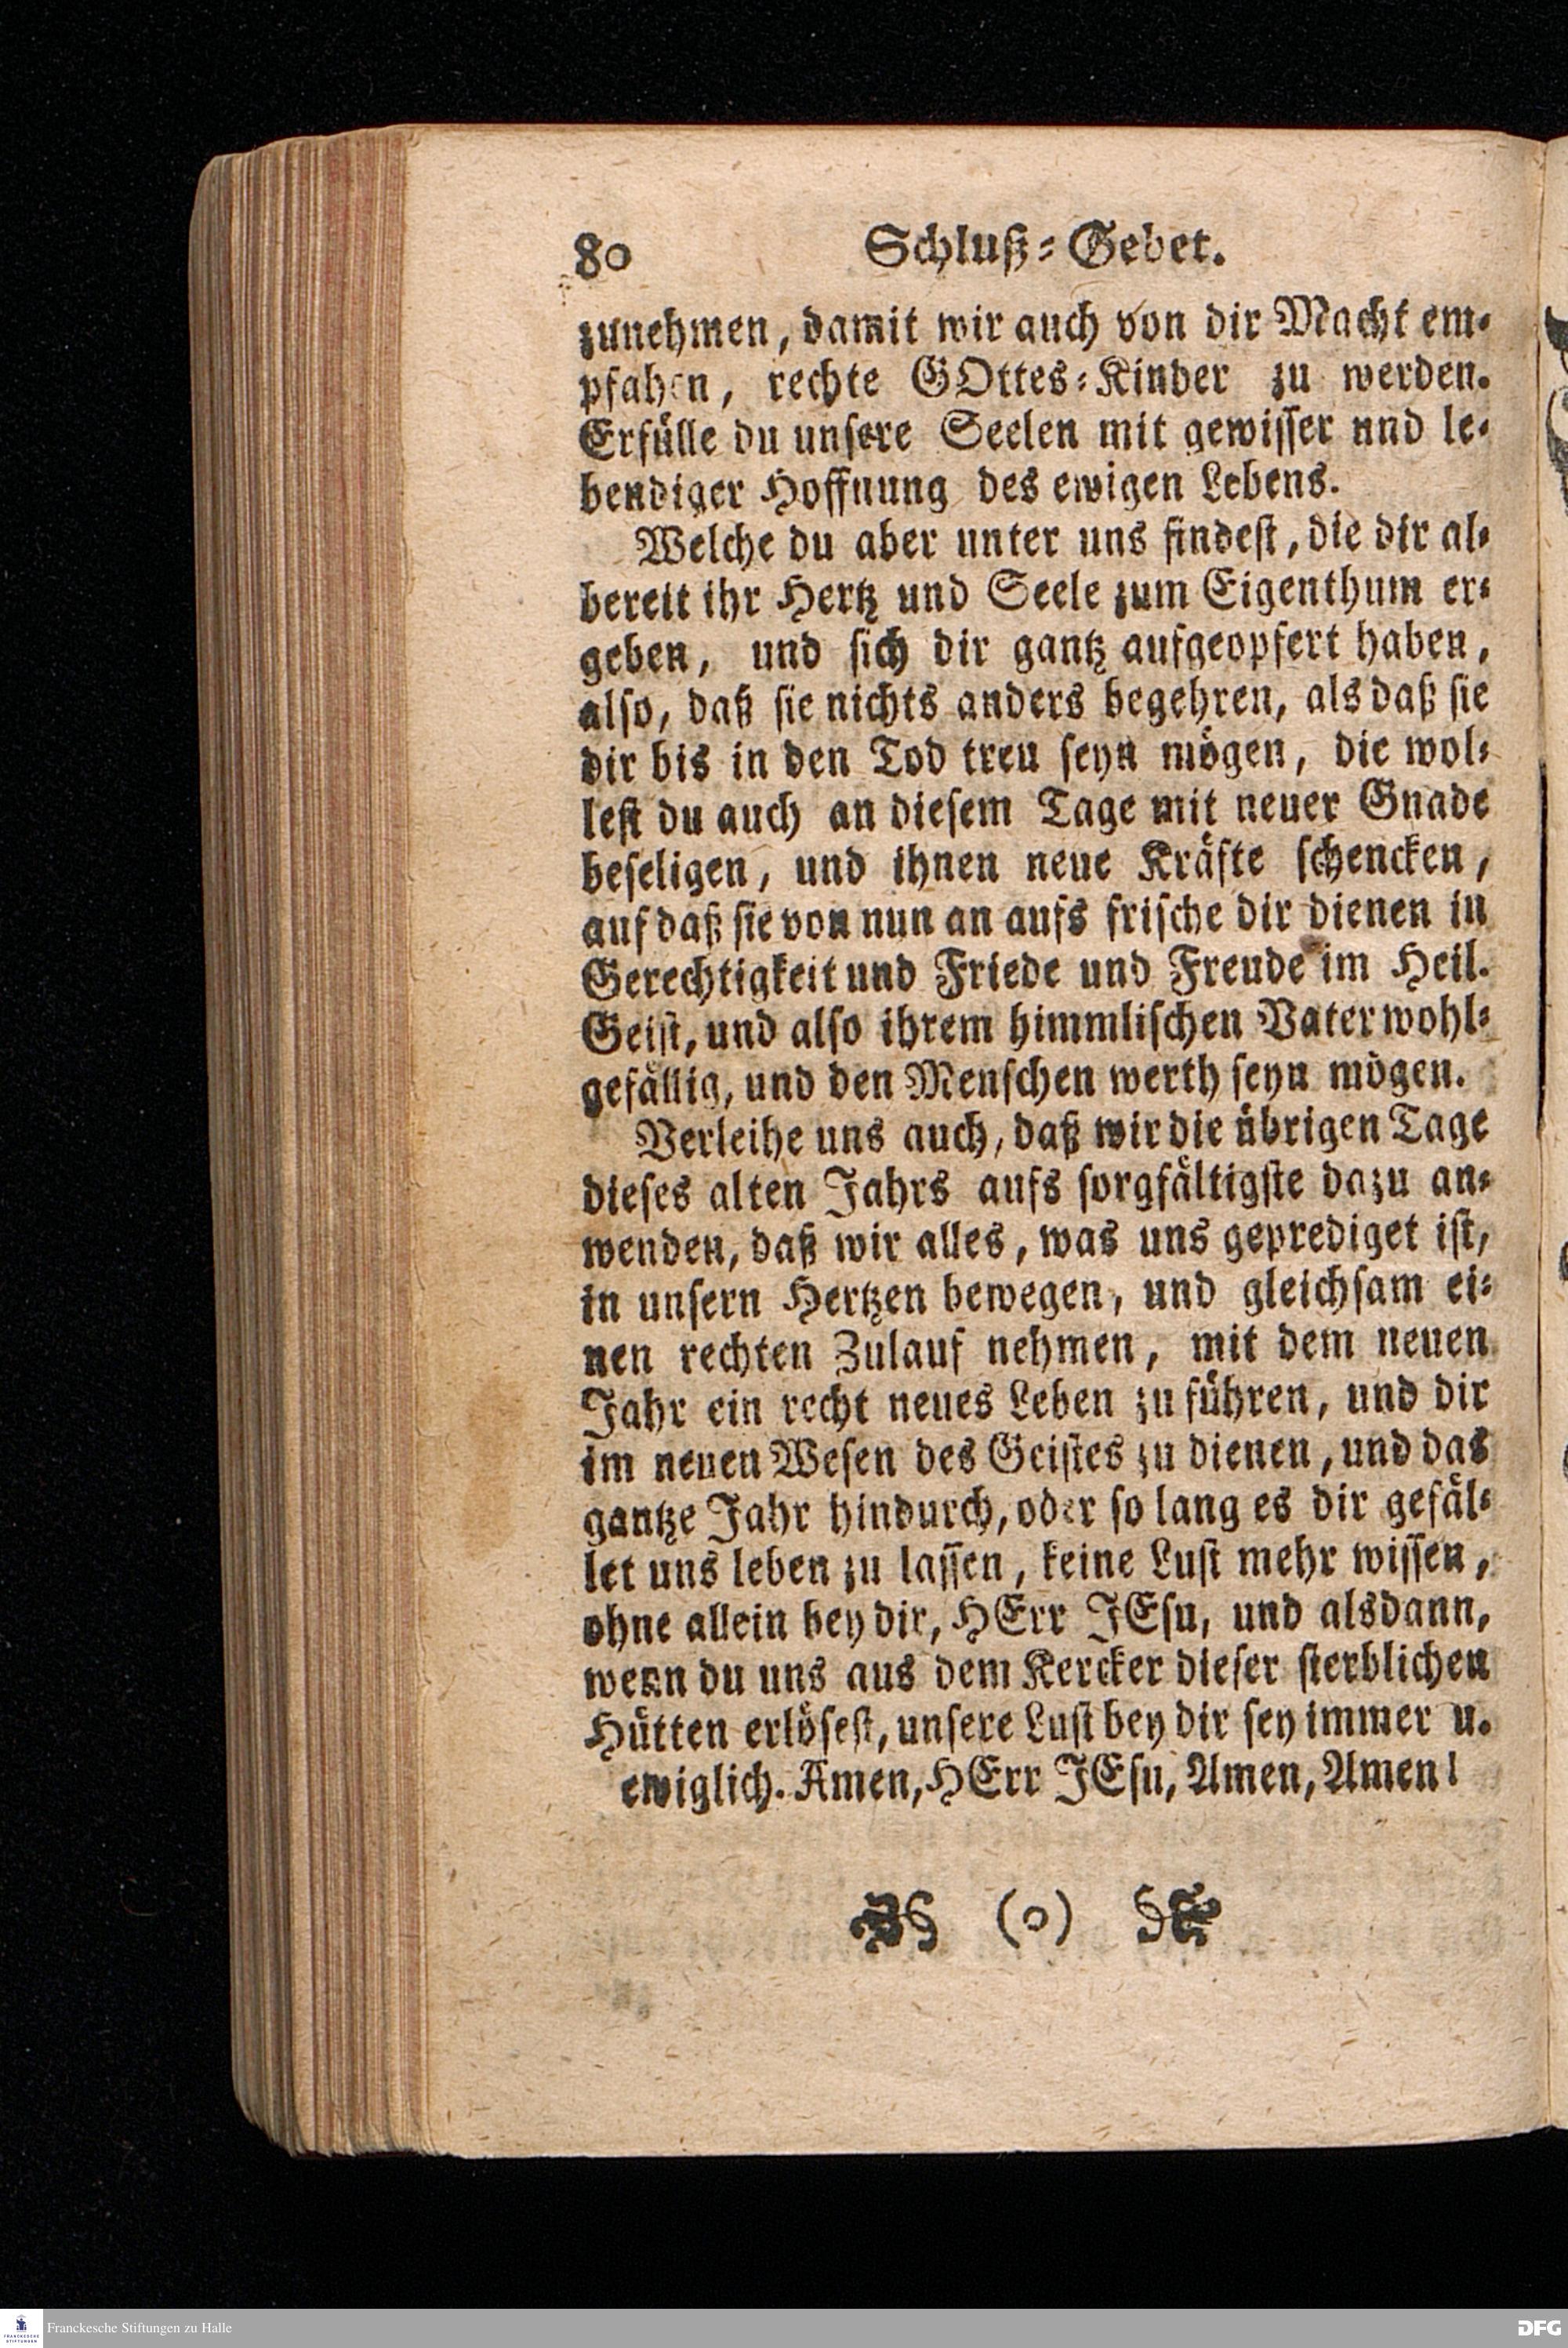 80 Schluß⸗Gebet.
zunehmen, damit wir auch von dir Macht em⸗
pfahen, rechte GOttes⸗Kinder zu werden.
Erfülle du unsere Seelen mit gewisser nnd le⸗
bendiger Hoffnung des ewigen Lebens.
Welche du aber unter uns findest, die dir al⸗
bereit ihr Hertz und Seele zum Eigenthum er⸗
geben, und sich dir gantz aufgeopfert haben,
also, daß sie nichts anders begehren, als daß sie
dir bis in den Tod treu seyn mögen, die wol⸗
lest du auch an diesem Tage mit neuer Gnade
beseligen, und ihnen neue Kräfte schencken,
auf daß sie von nun an aufs frische dir dienen in
Gerechtigkeit und Friede und Freude im Heil.
Geist, und also ihrem himmlischen Vater wohl⸗
gefällig, und den Menschen werth seyn mögen.
Verleihe uns auch, daß wir die übrigen Tage
dieses alten Jahrs aufs sorgfältigste dazu an⸗
wenden, daß wir alles, was uns geprediget ist,
in unsern Hertzen bewegen, und gleichsam ei⸗
nen rechten Zulauf nehmen, mit dem neuen
Jahr ein recht neues Leben zu führen, und dir
im neuen Wesen des Geistes zu dienen, und das
gantze Jahr hindurch, oder so lang es dir gefäl⸗
let uns leben zu lassen, keine Lust mehr wissen,
ohne allein bey dir, HErr JEsu, und alsdann,
wenn du uns aus dem Kercker dieser sterblichen
Hütten erlösest, unsere Lust bey dir sey immer u.
ewiglich. Amen, HErr JEsu, Amen, Amen!
(o)
Franckesche Stiftungen zu Halle
DFG